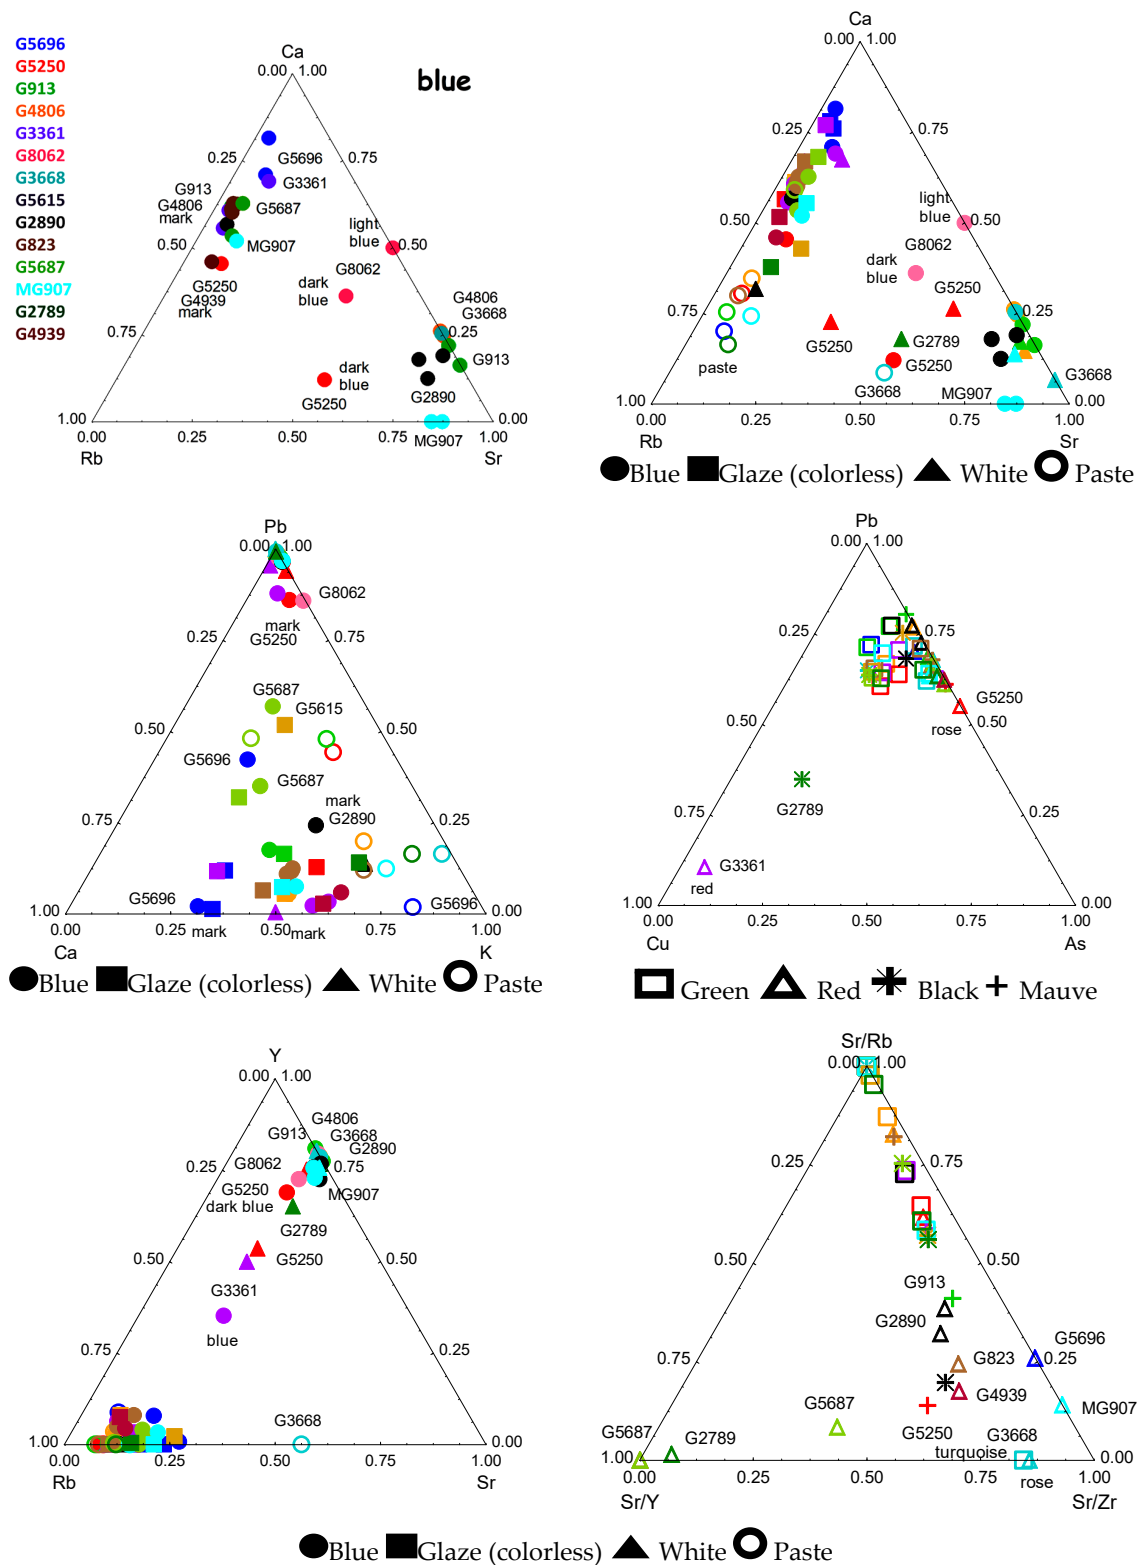 G5696
G5250
G913
G4806
G3361
G8062
G3668
G5615
G2890
G823
G5687
MG907
G2789
G4939
Ca
0.00 1.00
blue
0.25
0.75
G5696
G3361
G913
G4806
mark
G5687
0.50
MG907
light
blue
0.50
G8062
G5250
G4939
mark
dark
blue
G4806
G3668
0.75
0.25
G913
dark
blue
G5250
G2890
1.00
0.00
0.00
0.25
0.50
0.75
1.00
MG907
Rb
Sr
Ca
0.00 1.00
0.25
0.75
0.50
light
blue
0.50
G8062
dark
blue
G5250
0.75
0.25
G5250
G2789
paste
G5250
G3668
G3668
MG907
1.00
0.00
0.00
0.25
0.50
0.75
1.00
Rb
Sr
Blue Glaze (colorless) White Paste
Pb
0.00 1.00
G8062
mark
0.25
G5250
0.75
G5687
G5615
0.50
0.50
G5696
G5687
mark
G2890
0.75
0.25
G5696
G5696
1.00
0.00
0.00
0.25
0.50
0.75
1.00
mark
mark
Ca
K
Blue Glaze (colorless) White Paste
Pb
0.00 1.00
0.25
0.75
G5250
0.50
0.50
rose
G2789
0.75
0.25
G3361
red
1.00
0.00
0.00
0.25
0.50
0.75
1.00
Cu
As
Green Red Black Mauve
Y
0.00 1.00
G4806
G913
G3668
G2890
G8062
0.25
0.75
G5250
dark blue
MG907
G2789
0.50
G5250
0.50
G3361
blue
0.75
0.25
G3668
1.00
0.00
0.00
0.25
0.50
0.75
1.00
Rb
Sr
Sr/Rb
0.00 1.00
0.25
0.75
0.50
0.50
G913
G2890
G5696
0.75
G823
0.25
G4939
G5687
MG907
G5687
G2789
G5250
G3668
turquoise
1.00
0.00
0.00
0.25
0.50
0.75
1.00
rose
Sr/Y
Sr/Zr
Blue Glaze (colorless) White Paste